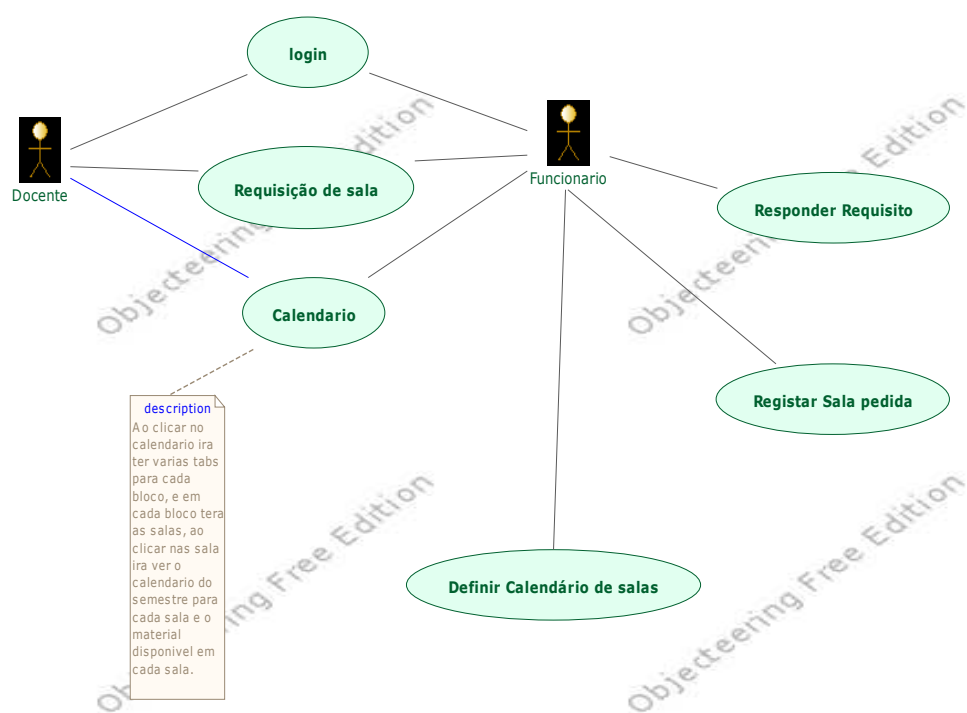 login
Docente
Requisição de sala
Funcionario
Responder Requisito
Calendario
Registar Sala pedida
description
Ao clicar no
calendario ira
ter varias tabs
para cada
bloco, e em
cada bloco tera
as salas, ao
clicar nas sala
ira ver o
calendario do
semestre para
cada sala e o
material
disponivel em
cada sala.
Definir Calendário de salas
Objecteering Free Edition
Objecteering Free Edition
Objecteering Free Edition
Objecteering Free Edition